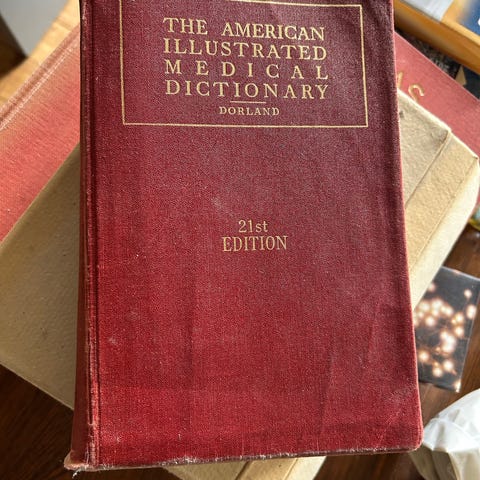 THE AMERICAN
ILLUSTRATED
MEDICAL
DICTIONARY
DORLAND
21st
EDITION